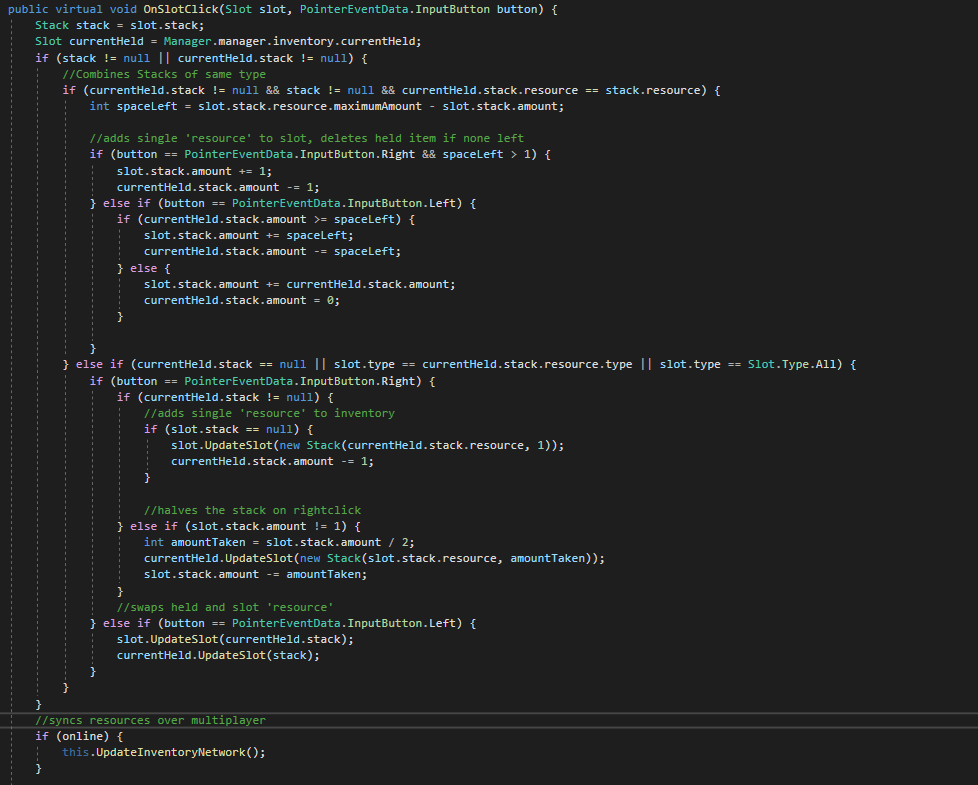 public virtual void OnSlotClick(Slot slot, PointerEventData.InputButton button) {
    Stack stack = slot.stack;
    Slot currentHeld = Manager.manager.inventory.currentHeld;
    if (stack != null || currentHeld.stack != null) {
        //Combines Stacks of same type
        if (currentHeld.stack != null && stack != null && currentHeld.stack.resource == stack.resource) {
            int spaceLeft = slot.stack.resource.maximumAmount - slot.stack.amount;

            //adds single 'resource' to slot, deletes held item if none left
            if (button == PointerEventData.InputButton.Right && spaceLeft > 1) {
                slot.stack.amount += 1;
                currentHeld.stack.amount -= 1;
            } else if (button == PointerEventData.InputButton.Left) {
                if (currentHeld.stack.amount >= spaceLeft) {
                    slot.stack.amount += spaceLeft;
                    currentHeld.stack.amount -= spaceLeft;
                } else {
                    slot.stack.amount += currentHeld.stack.amount;
                    currentHeld.stack.amount = 0;
                }

            }
        } else if (currentHeld.stack == null || slot.type == currentHeld.stack.resource.type || slot.type == Slot.Type.All) {
            if (button == PointerEventData.InputButton.Right) {
                if (currentHeld.stack != null) {
                    //adds single 'resource' to inventory
                    if (slot.stack == null) {
                        slot.UpdateSlot(new Stack(currentHeld.stack.resource, 1));
                        currentHeld.stack.amount -= 1;
                    }

                    //halves the stack on rightclick
                } else if (slot.stack.amount != 1) {
                    int amountTaken = slot.stack.amount / 2;
                    currentHeld.UpdateSlot(new Stack(slot.stack.resource, amountTaken));
                    slot.stack.amount -= amountTaken;
                }
                //swaps held and slot 'resource'
            } else if (button == PointerEventData.InputButton.Left) {
                slot.UpdateSlot(currentHeld.stack);
                currentHeld.UpdateSlot(stack);
            }
        }
    }
    //syncs resources over multiplayer
    if (online) {
        this.UpdateInventoryNetwork();
    }